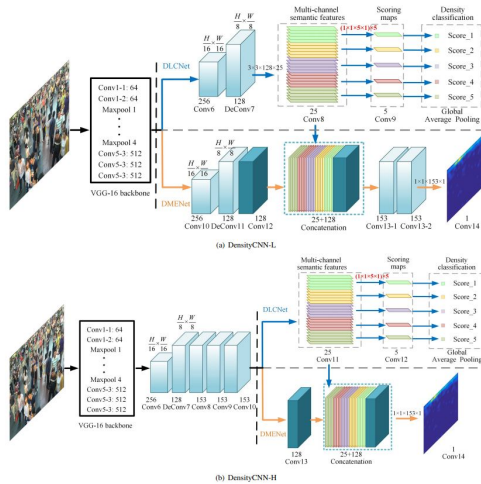 Multi-channel
semantic features
Scoring
maps
Density
classification
H/16 × W/16
H/8 × W/8
(1×1×5×1)×5
DLCNet
3×3×128×25
Score_1
Score_2
Score_3
Score_4
Score_5
256
Conv6
128
DeConv7
25
Conv8
5
Conv9
Global
Average Pooling
Conv1-1: 64
Conv1-2: 64
Maxpool 1
Maxpool 4
Conv5-3: 512
Conv5-3: 512
Conv5-3: 512
VGG-16 backbone
H/16 × W/16
H/8 × W/8
DMENet
1×1×153×1
256
Conv10
128
DeConv11
128
Conv12
25+128
Concatenation
153
Conv13-1
153
Conv13-2
1
Conv14
(a) DensityCNN-L
Multi-channel
semantic features
Scoring
maps
Density
classification
(1×1×5×1)×5
DLCNet
Score_1
Score_2
Score_3
Score_4
Score_5
25
Conv11
5
Conv12
Global
Average Pooling
Conv1-1: 64
Conv1-2: 64
Maxpool 1
Maxpool 4
Conv5-3: 512
Conv5-3: 512
Conv5-3: 512
VGG-16 backbone
H/16 × W/16
H/8 × W/8
256
Conv6
128
DeConv7
153
Conv8
153
Conv9
153
Conv10
DMENet
1×1×153×1
128
Conv13
25+128
Concatenation
1
Conv14
(b) DensityCNN-H